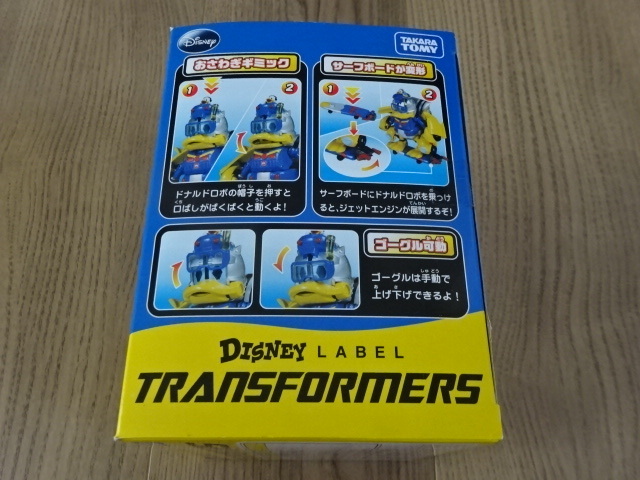 Disney
TAKARA
TOMY
おさわぎギミック
1
2
ドナルドロボの帽子を押すと
口ばしがぱくぱくと動くよ!
サーフボードが変形
1
2
サーフボードにドナルドロボを乗っけ
ると、ジェットエンジンが展開するぞ!
ゴーグル可動
ゴーグルは手動で
上げ下げできるよ!
DISNEY LABEL
TRANSFORMERS